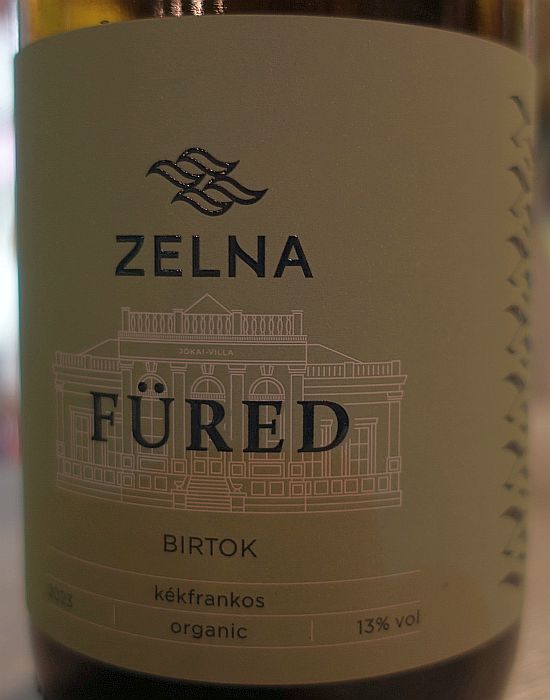 ZELNA
JÓKAI-VILLA
FÜRED
BIRTOK
kékfrankos
2023 organic 13% vol